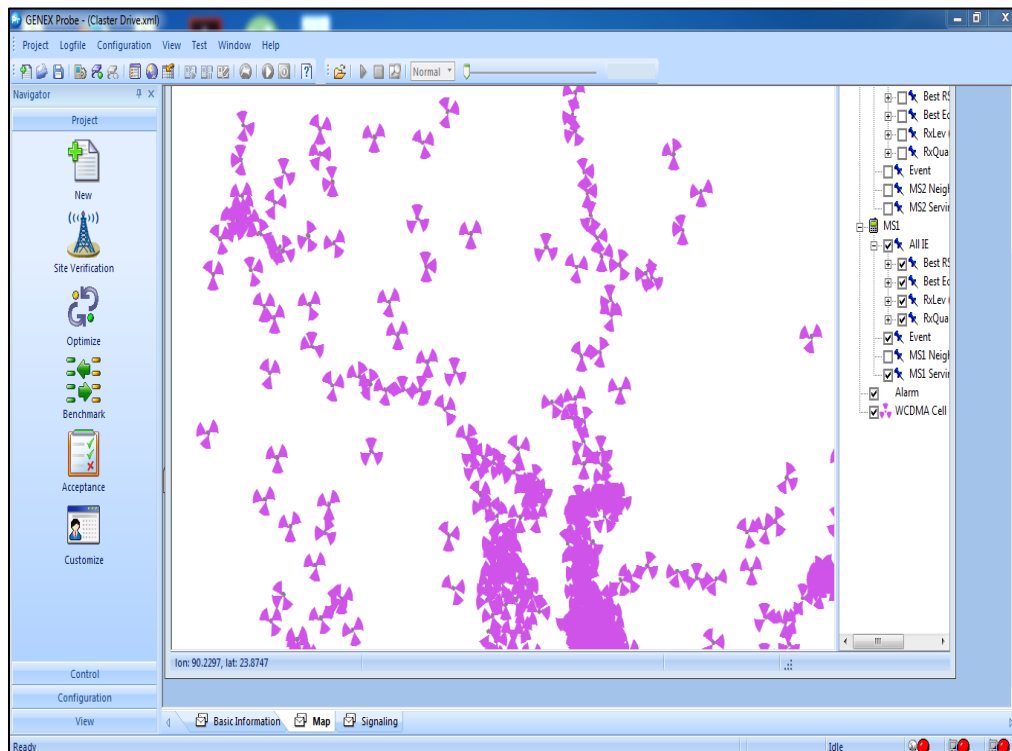 GENEX Probe - (Claster Drive.xml)
Project Logfile Configuration View Test Window Help
Normal
Navigator
Project
New
Site Verification
Optimize
Benchmark
Acceptance
Customize
Control
Configuration
View
Best RS
Best Ec
RxLev (
RxQua
Event
MS2 Neigh
MS2 Servin
MS1
All IE
Best RS
Best Ec
RxLev (
RxQua
Event
MS1 Neigh
MS1 Servin
Alarm
WCDMA Cell
lon: 90.2297, lat: 23.8747
Basic Information Map Signaling
Ready Idle